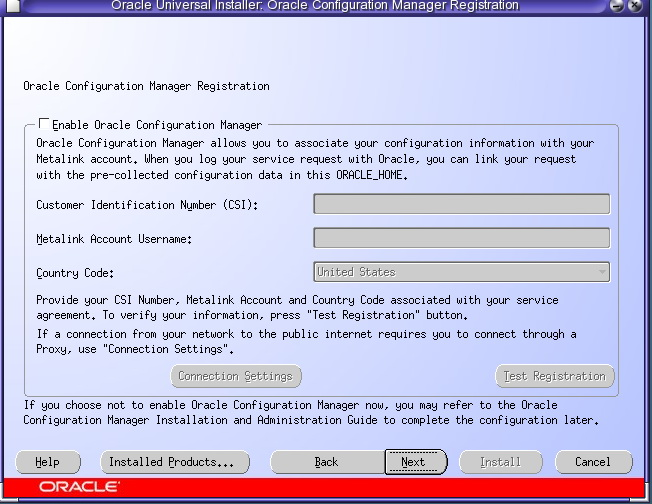 Oracle Universal Installer: Oracle Configuration Manager Registration
Oracle Configuration Manager Registration
Enable Oracle Configuration Manager
Oracle Configuration Manager allows you to associate your configuration information with your
Metalink account. When you log your service request with Oracle, you can link your request
with the pre-collected configuration data in this ORACLE_HOME.
Customer Identification Number (CSI):
Metalink Account Username:
Country Code:
United States
Provide your CSI Number, Metalink Account and Country Code associated with your service
agreement. To verify your information, press "Test Registration" button.
If a connection from your network to the public internet requires you to connect through a
Proxy, use "Connection Settings".
Connection Settings
Test Registration
If you choose not to enable Oracle Configuration Manager now, you may refer to the Oracle
Configuration Manager Installation and Administration Guide to complete the configuration later.
Help
Installed Products...
Back
Next
Install
Cancel
ORACLE